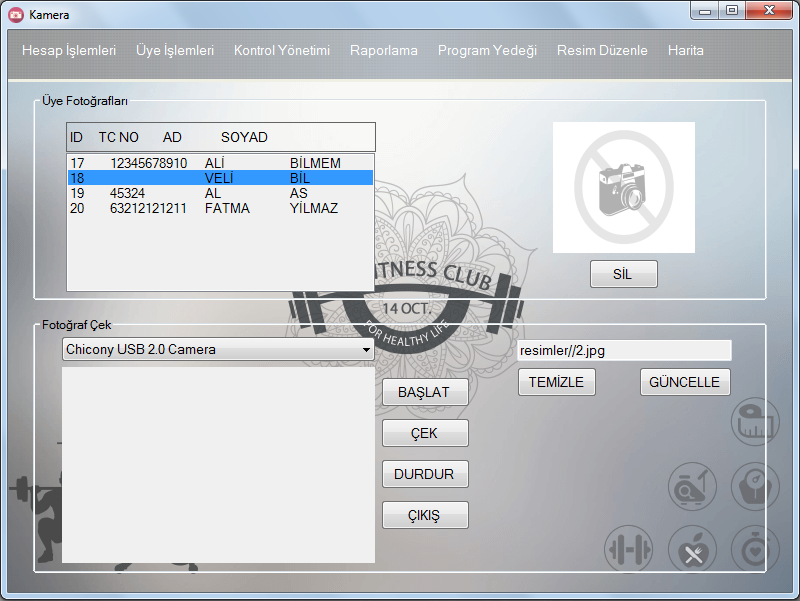 Kamera
Hesap İşlemleri Üye İşlemleri Kontrol Yönetimi Raporlama Program Yedeği Resim Düzenle Harita
Üye Fotoğrafları
ID TC NO AD SOYAD
17 12345678910 ALİ BİLMEM
18 VELİ BİL
19 45324 AL AS
20 63212121211 FATMA YİLMAZ
SİL
ITNESS CLUB
14 OCT.
FOR HEALTHY LIFE
Fotoğraf Çek
Chicony USB 2.0 Camera
resimler//2.jpg
TEMİZLE GÜNCELLE
BAŞLAT
ÇEK
DURDUR
ÇIKIŞ